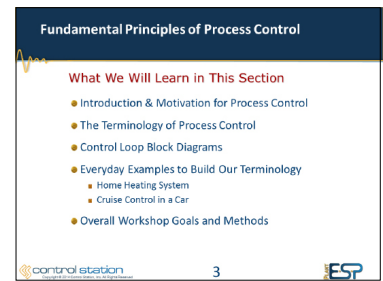 Fundamental Principles of Process Control
What We Will Learn in This Section
Introduction & Motivation for Process Control
The Terminology of Process Control
Control Loop Block Diagrams
Everyday Examples to Build Our Terminology
Home Heating System
Cruise Control in a Car
Overall Workshop Goals and Methods
control station
3
ESP